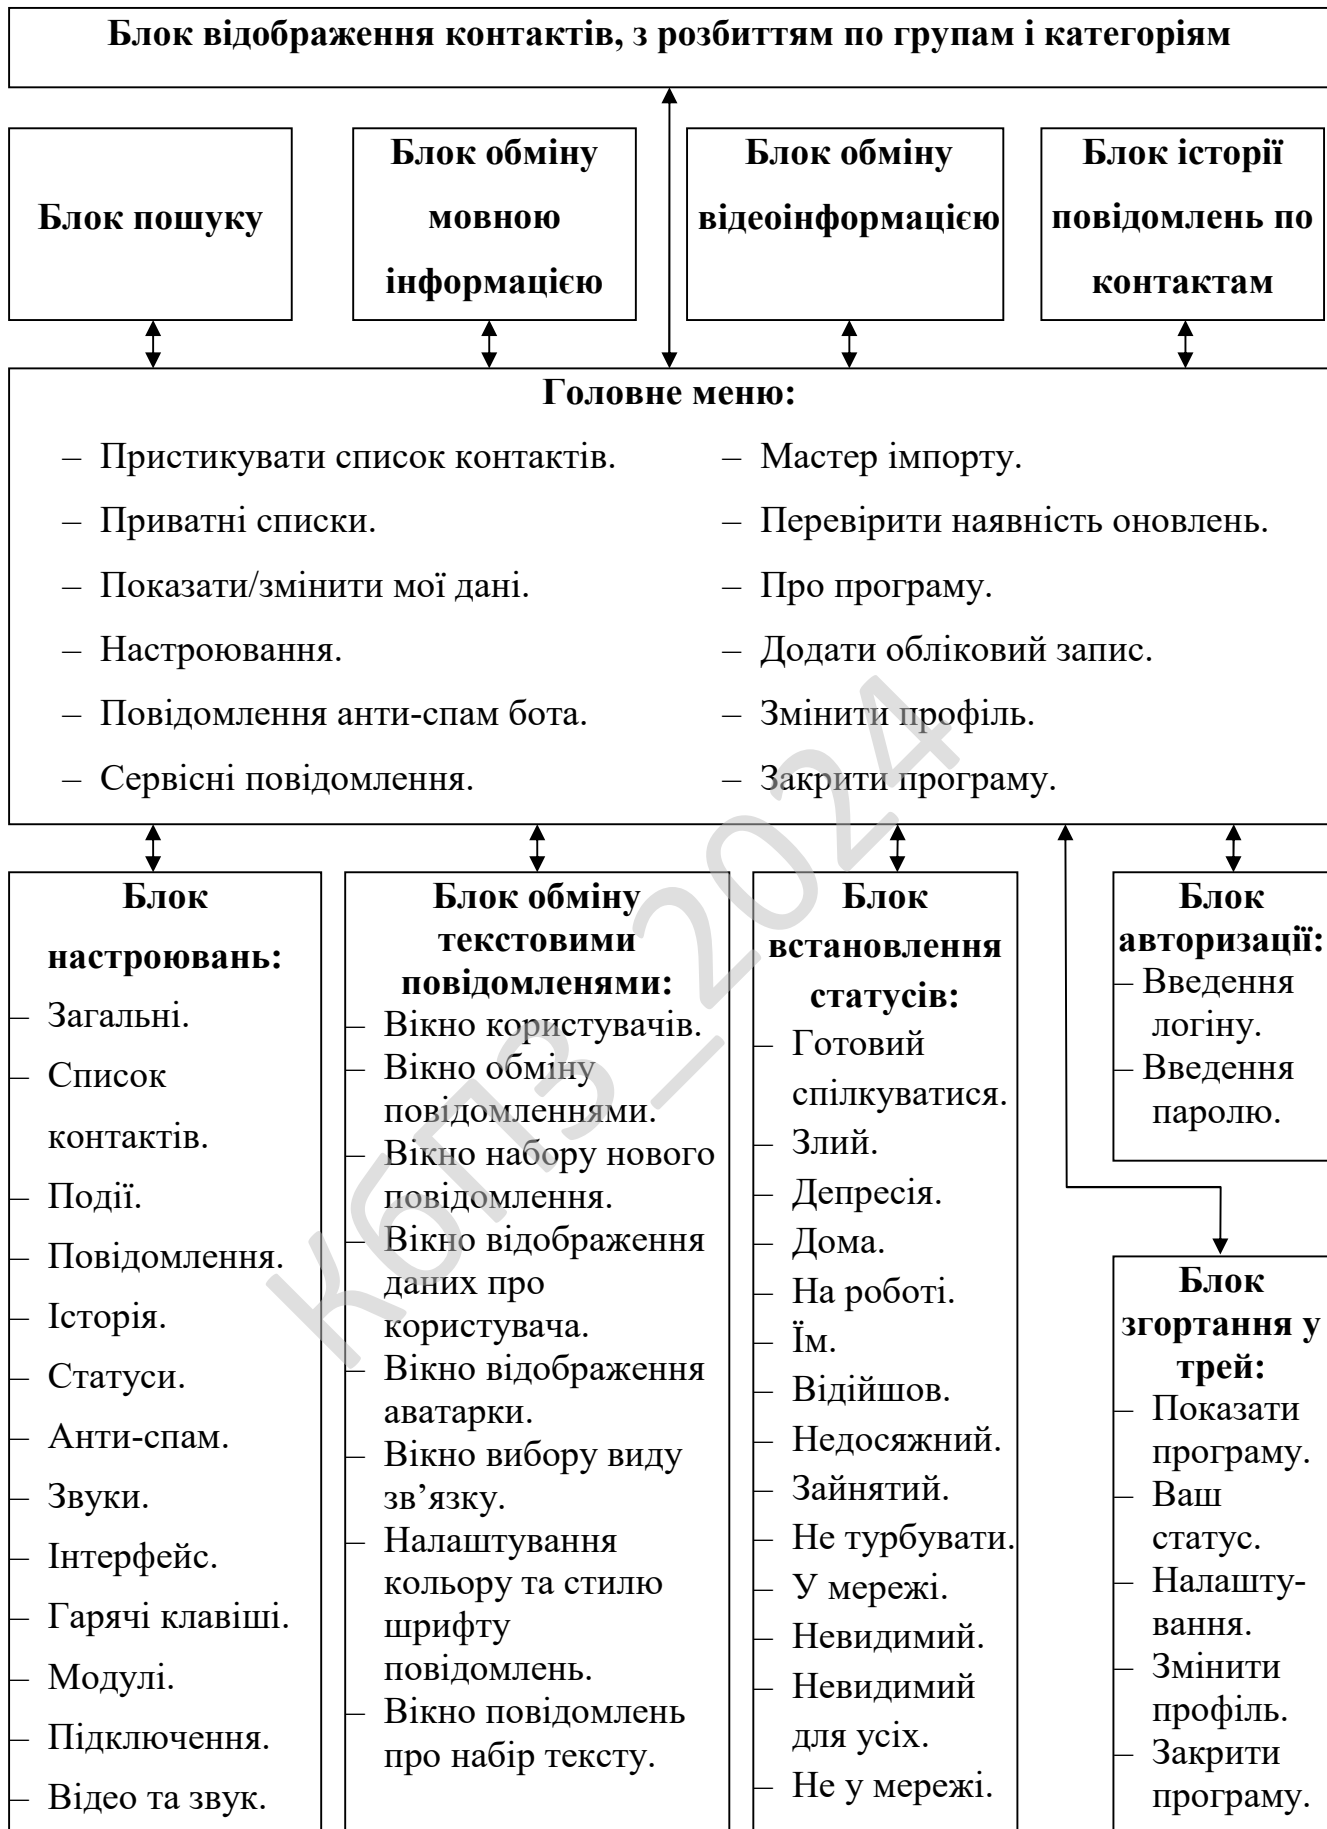 Блок відображення контактів, з розбиттям по групам і категоріям
Блок пошуку
Блок обміну
мовною
інформацією
Блок обміну
відеоінформацією
Блок історії
повідомлень по
контактам
Головне меню:
– Пристикувати список контактів.
– Приватні списки.
– Показати/змінити мої дані.
– Настроювання.
– Повідомлення анти-спам бота.
– Сервісні повідомлення.
– Мастер імпорту.
– Перевірити наявність оновлень.
– Про програму.
– Додати обліковий запис.
– Змінити профіль.
– Закрити програму.
Блок
настроювань:
– Загальні.
– Список
контактів.
– Події.
– Повідомлення.
– Історія.
– Статуси.
– Анти-спам.
– Звуки.
– Інтерфейс.
– Гарячі клавіші.
– Модулі.
– Підключення.
– Відео та звук.
Блок обміну
текстовими
повідомленями:
– Вікно користувачів.
– Вікно обміну
повідомленнями.
– Вікно набору нового
повідомлення.
– Вікно відображення
даних про
користувача.
– Вікно відображення
аватарки.
– Вікно вибору виду
зв’язку.
– Налаштування
кольору та стилю
шрифту
повідомлень.
– Вікно повідомлень
про набір тексту.
Блок
встановлення
статусів:
– Готовий
спілкуватися.
– Злий.
– Депресія.
– Дома.
– На роботі.
– Їм.
– Відійшов.
– Недосяжний.
– Зайнятий.
– Не турбувати.
– У мережі.
– Невидимий.
– Невидимий
для усіх.
– Не у мережі.
Блок
авторизації:
– Введення
логіну.
– Введення
паролю.
Блок
згортання у
трей:
– Показати
програму.
– Ваш
статус.
– Налашту-
вання.
– Змінити
профіль.
– Закрити
програму.
КбПЗ_2024